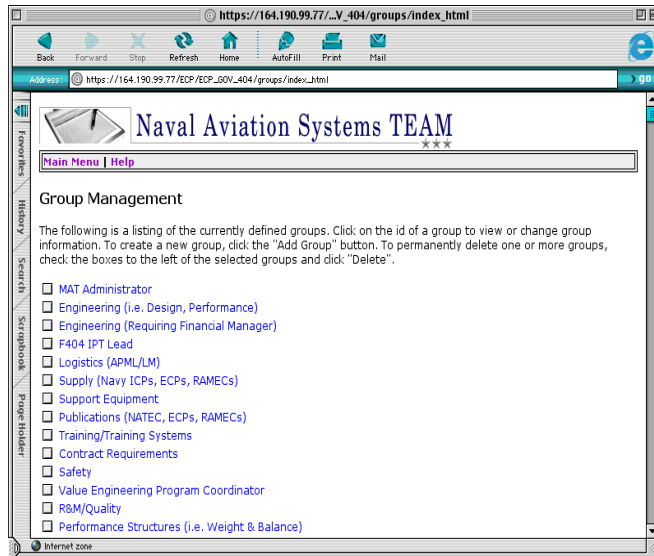 https://164.190.99.77/...V_404/groups/index_html
Back Forward Stop Refresh Home AutoFill Print Mail
Address: https://164.190.99.77/ECP/ECP_GOV_404/groups/index_html go
Favorites
History
Search
Scrapbook
Page Holder
Naval Aviation Systems TEAM
Main Menu | Help
Group Management
The following is a listing of the currently defined groups. Click on the id of a group to view or change group
information. To create a new group, click the "Add Group" button. To permanently delete one or more groups,
check the boxes to the left of the selected groups and click "Delete".
MAT Administrator
Engineering (i.e. Design, Performance)
Engineering (Requiring Financial Manager)
F404 IPT Lead
Logistics (APML/LM)
Supply (Navy ICPs, ECPs, RAMECs)
Support Equipment
Publications (NATEC, ECPs, RAMECs)
Training/Training Systems
Contract Requirements
Safety
Value Engineering Program Coordinator
R&M/Quality
Performance Structures (i.e. Weight & Balance)
Internet zone